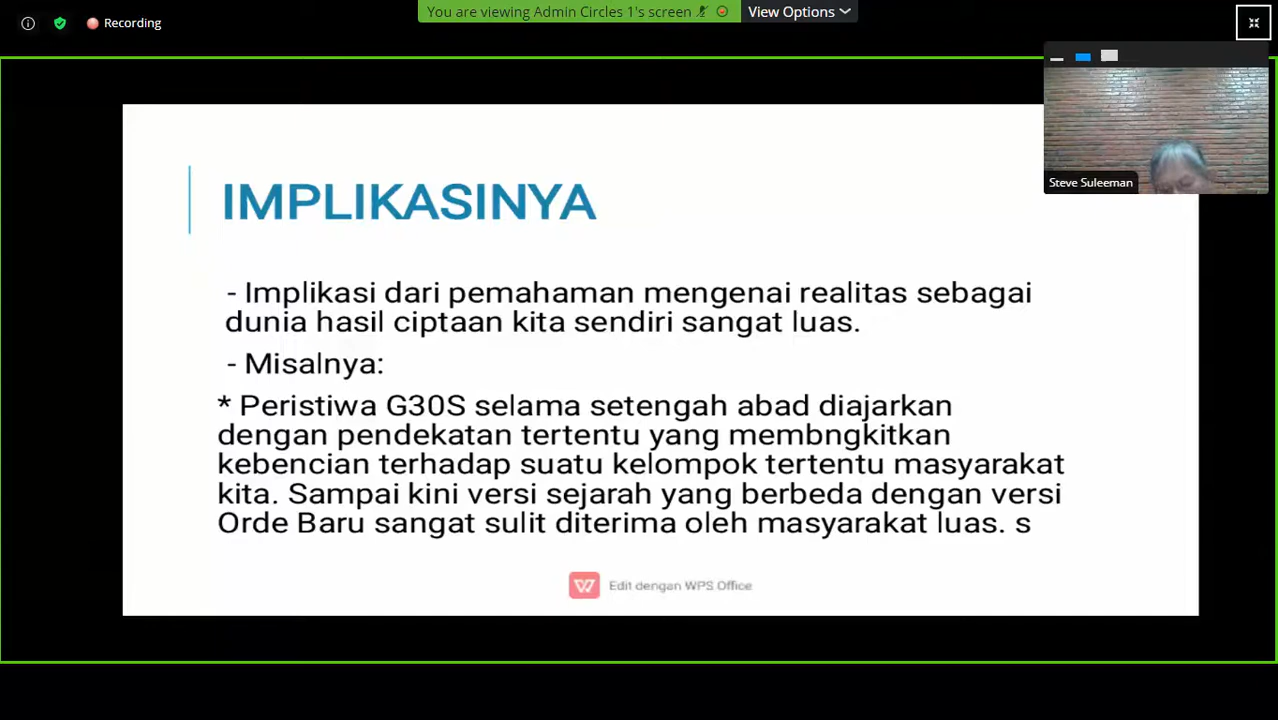 Recording
You are viewing Admin Circles 1's screen
View Options
Steve Suleeman
IMPLIKASINYA
- Implikasi dari pemahaman mengenai realitas sebagai
dunia hasil ciptaan kita sendiri sangat luas.
- Misalnya:
* Peristiwa G30S selama setengah abad diajarkan
dengan pendekatan tertentu yang membngkitkan
kebencian terhadap suatu kelompok tertentu masyarakat
kita. Sampai kini versi sejarah yang berbeda dengan versi
Orde Baru sangat sulit diterima oleh masyarakat luas. s
Edit dengan WPS Office